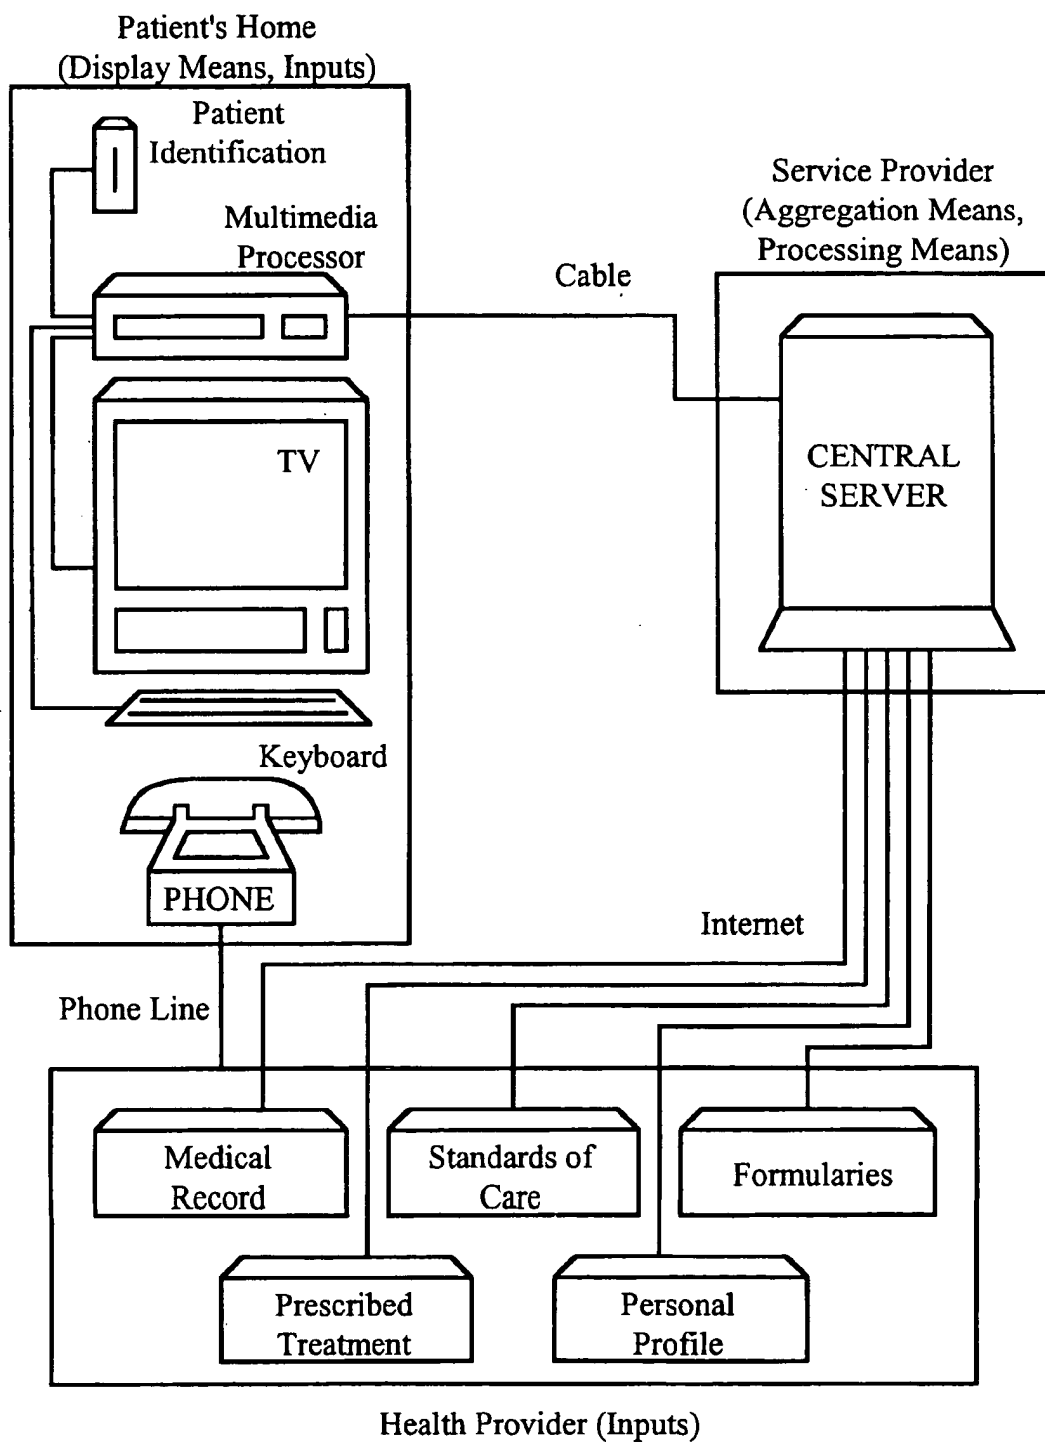 Patient's Home
(Display Means, Inputs)
Patient
Identification
Multimedia
Processor
TV
Keyboard
PHONE
Phone Line
Cable
Service Provider
(Aggregation Means,
Processing Means)
CENTRAL
SERVER
Internet
Medical
Record
Standards of
Care
Formularies
Prescribed
Treatment
Personal
Profile
Health Provider (Inputs)